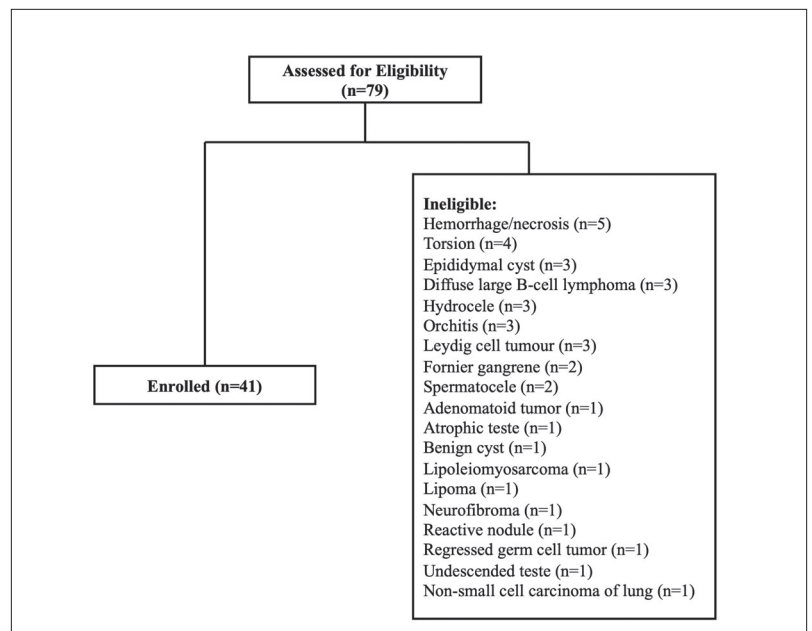 Assessed for Eligibility
(n=79)
Enrolled (n=41)
Ineligible:
Hemorrhage/necrosis (n=5)
Torsion (n=4)
Epididymal cyst (n=3)
Diffuse large B-cell lymphoma (n=3)
Hydrocele (n=3)
Orchitis (n=3)
Leydig cell tumour (n=3)
Fornier gangrene (n=2)
Spermatocele (n=2)
Adenomatoid tumor (n=1)
Atrophic teste (n=1)
Benign cyst (n=1)
Lipoleiomyosarcoma (n=1)
Lipoma (n=1)
Neurofibroma (n=1)
Reactive nodule (n=1)
Regressed germ cell tumor (n=1)
Undescended teste (n=1)
Non-small cell carcinoma of lung (n=1)